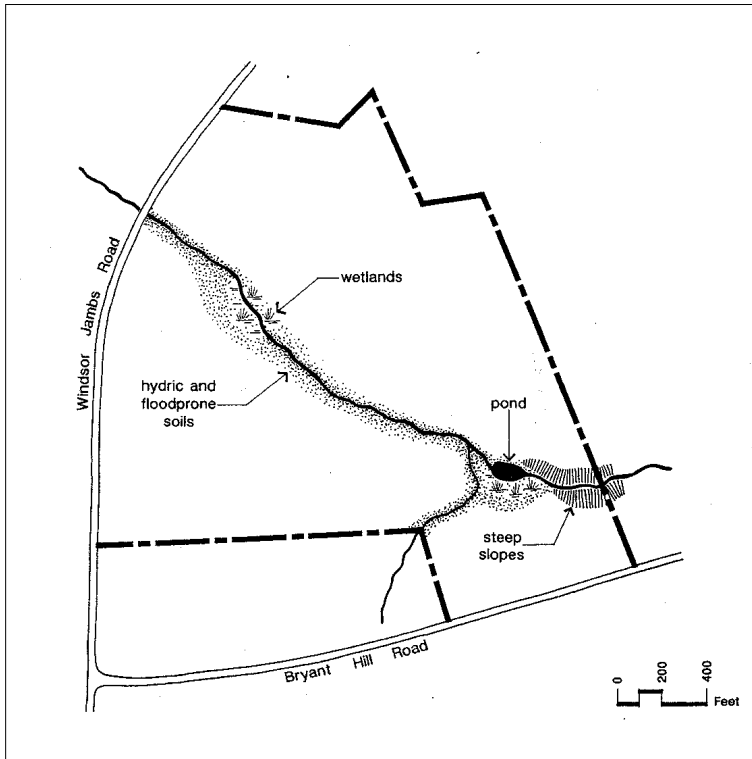 Windsor Jambs Road
wetlands
hydric and
floodprone
soils
pond
steep
slopes
Bryant Hill Road
0 200 400
Feet